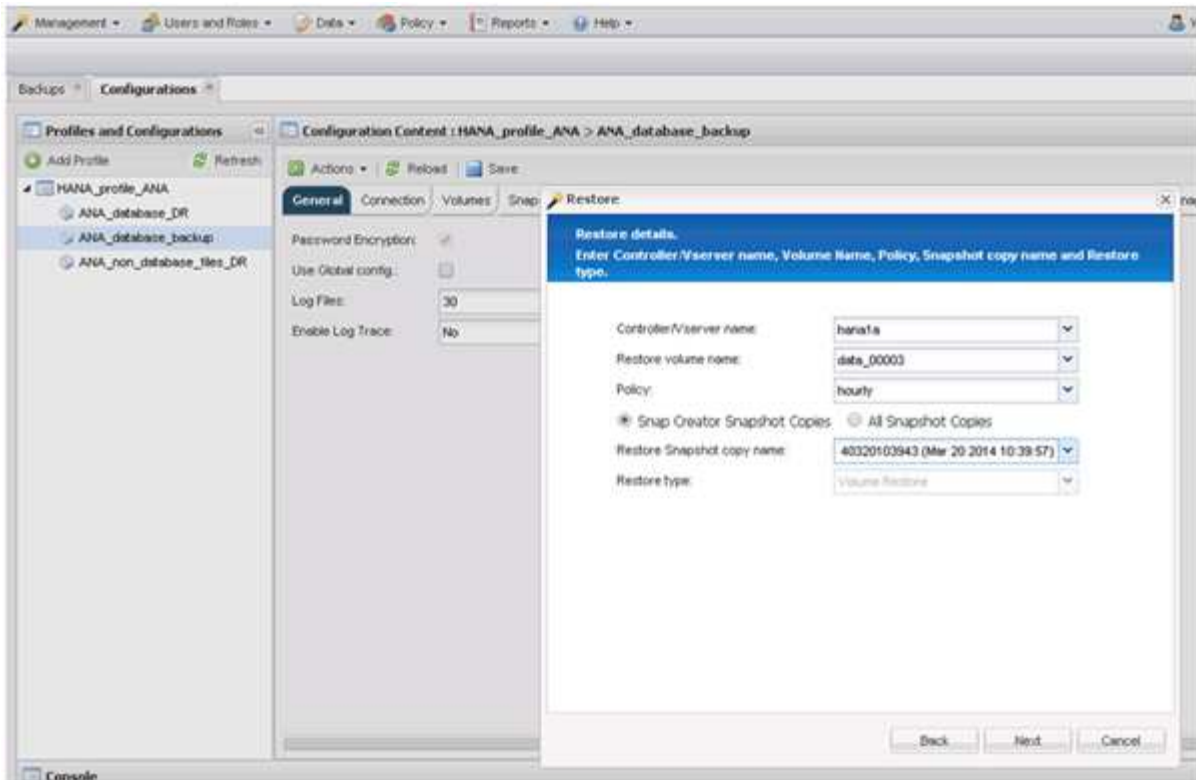 Management Users and Roles Data Policy Reports Help
Backups Configurations
Profiles and Configurations
Add Profile Refresh
HANA_profile_ANA
ANA_database_DR
ANA_database_backup
ANA_non_database_files_DR
Configuration Content : HANA_profile_ANA > ANA_database_backup
Actions Reload Save
General Connection Volumes Snap
Password Encryption:
Use Global config.:
Log Files: 30
Enable Log Trace: No
Restore
Restore details.
Enter Controller/Vserver name, Volume Name, Policy, Snapshot copy name and Restore
type.
Controller/Vserver name: hana1a
Restore volume name: data_00003
Policy: hourly
Snap Creator Snapshot Copies All Snapshot Copies
Restore Snapshot copy name: 40320103943 (Mar 20 2014 10:39:57)
Restore type: Volume Restore
Back Next Cancel
Console